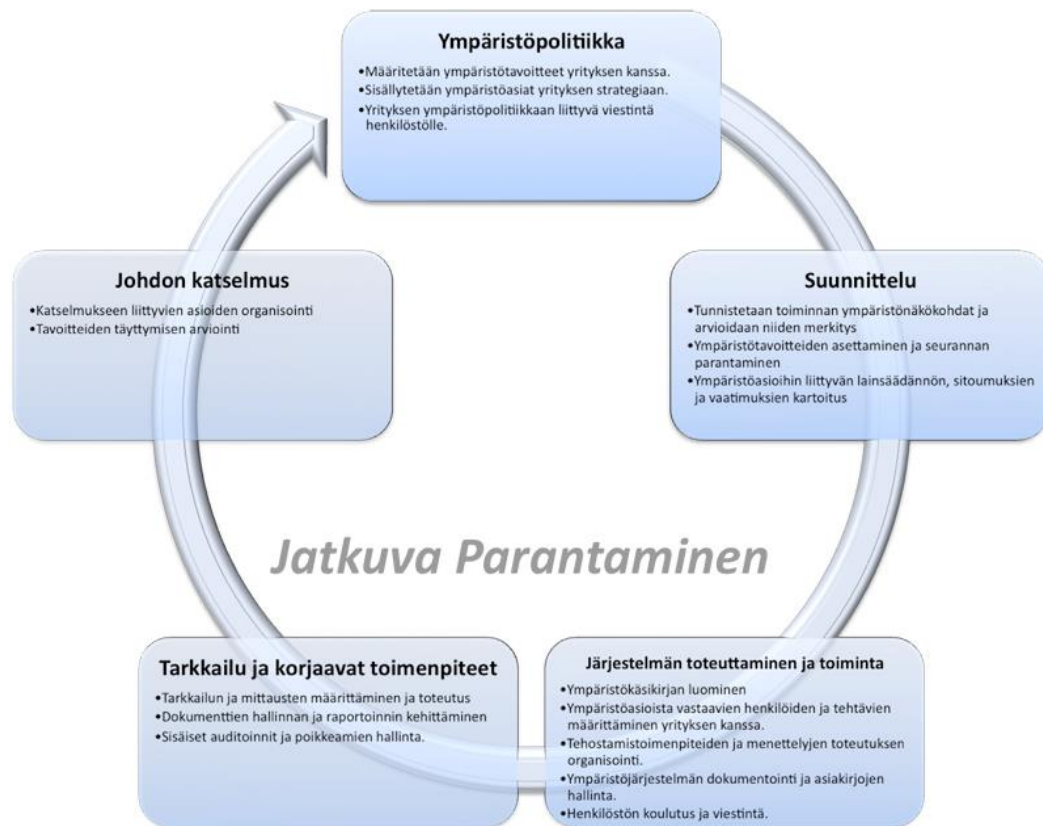 Ympäristöpolitiikka
•Määritetään ympäristötavoitteet yrityksen kanssa.
•Sisällytetään ympäristöasiat yrityksen strategiaan.
•Yrityksen ympäristöpolitiikkaan liittyvä viestintä
henkilöstölle.
Suunnittelu
•Tunnistetaan toiminnan ympäristönäkökohdat ja
arvioidaan niiden merkitys
•Ympäristötavoitteiden asettaminen ja seurannan
parantaminen
•Ympäristöasioihin liittyvän lainsäädännön, sitoumuksien
ja vaatimuksien kartoitus
Järjestelmän toteuttaminen ja toiminta
•Ympäristökäsikirjan luominen
•Ympäristöasioista vastaavien henkilöiden ja tehtävien
määrittäminen yrityksen kanssa.
•Tehostamistoimenpiteiden ja menettelyjen toteutuksen
organisointi.
•Ympäristöjärjestelmän dokumentointi ja asiakirjojen
hallinta.
•Henkilöstön koulutus ja viestintä.
Tarkkailu ja korjaavat toimenpiteet
•Tarkkailun ja mittausten määrittäminen ja toteutus
•Dokumenttien hallinnan ja raportoinnin kehittäminen
•Sisäiset auditoinnit ja poikkeamien hallinta.
Johdon katselmus
•Katselmukseen liittyvien asioiden organisointi
•Tavoitteiden täyttymisen arviointi
Jatkuva Parantaminen